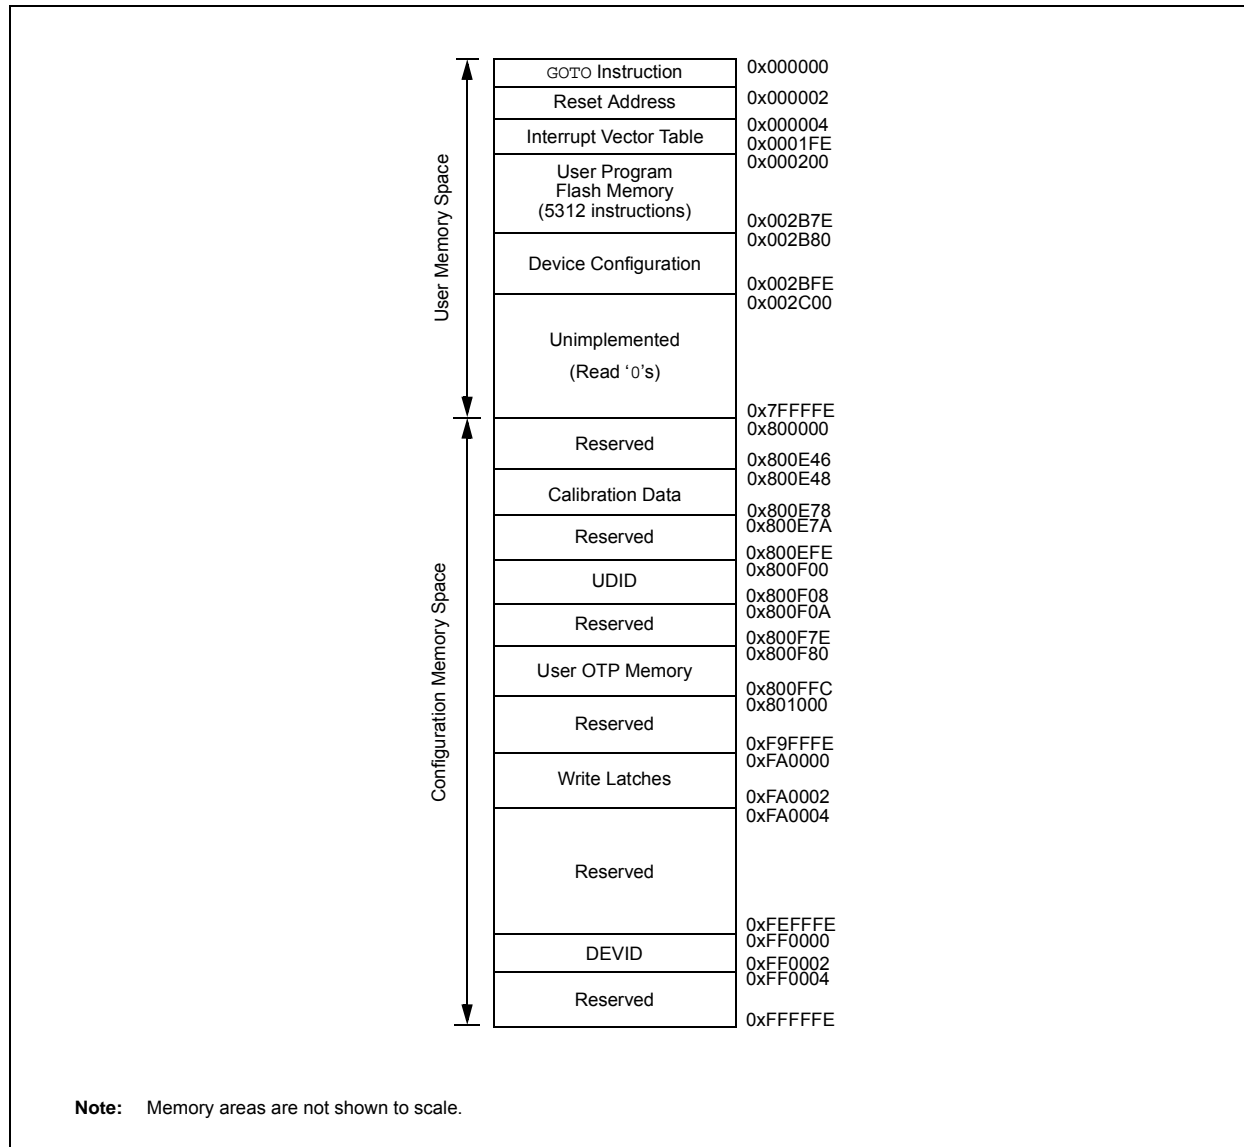 GOTO Instruction
0x000000
Reset Address
0x000002
Interrupt Vector Table
0x000004
0x0001FE
User Program
Flash Memory
(5312 instructions)
0x000200
0x002B7E
Device Configuration
0x002B80
0x002BFE
Unimplemented
(Read ‘0’s)
0x002C00
0x7FFFFE
User Memory Space
Reserved
0x800000
0x800E46
Calibration Data
0x800E48
0x800E78
Reserved
0x800E7A
0x800EFE
UDID
0x800F00
0x800F08
Reserved
0x800F0A
0x800F7E
User OTP Memory
0x800F80
0x800FFC
Reserved
0x801000
0xF9FFFE
Write Latches
0xFA0000
0xFA0002
Reserved
0xFA0004
0xFEFFFE
DEVID
0xFF0000
0xFF0002
Reserved
0xFF0004
0xFFFFFE
Configuration Memory Space
Note: Memory areas are not shown to scale.